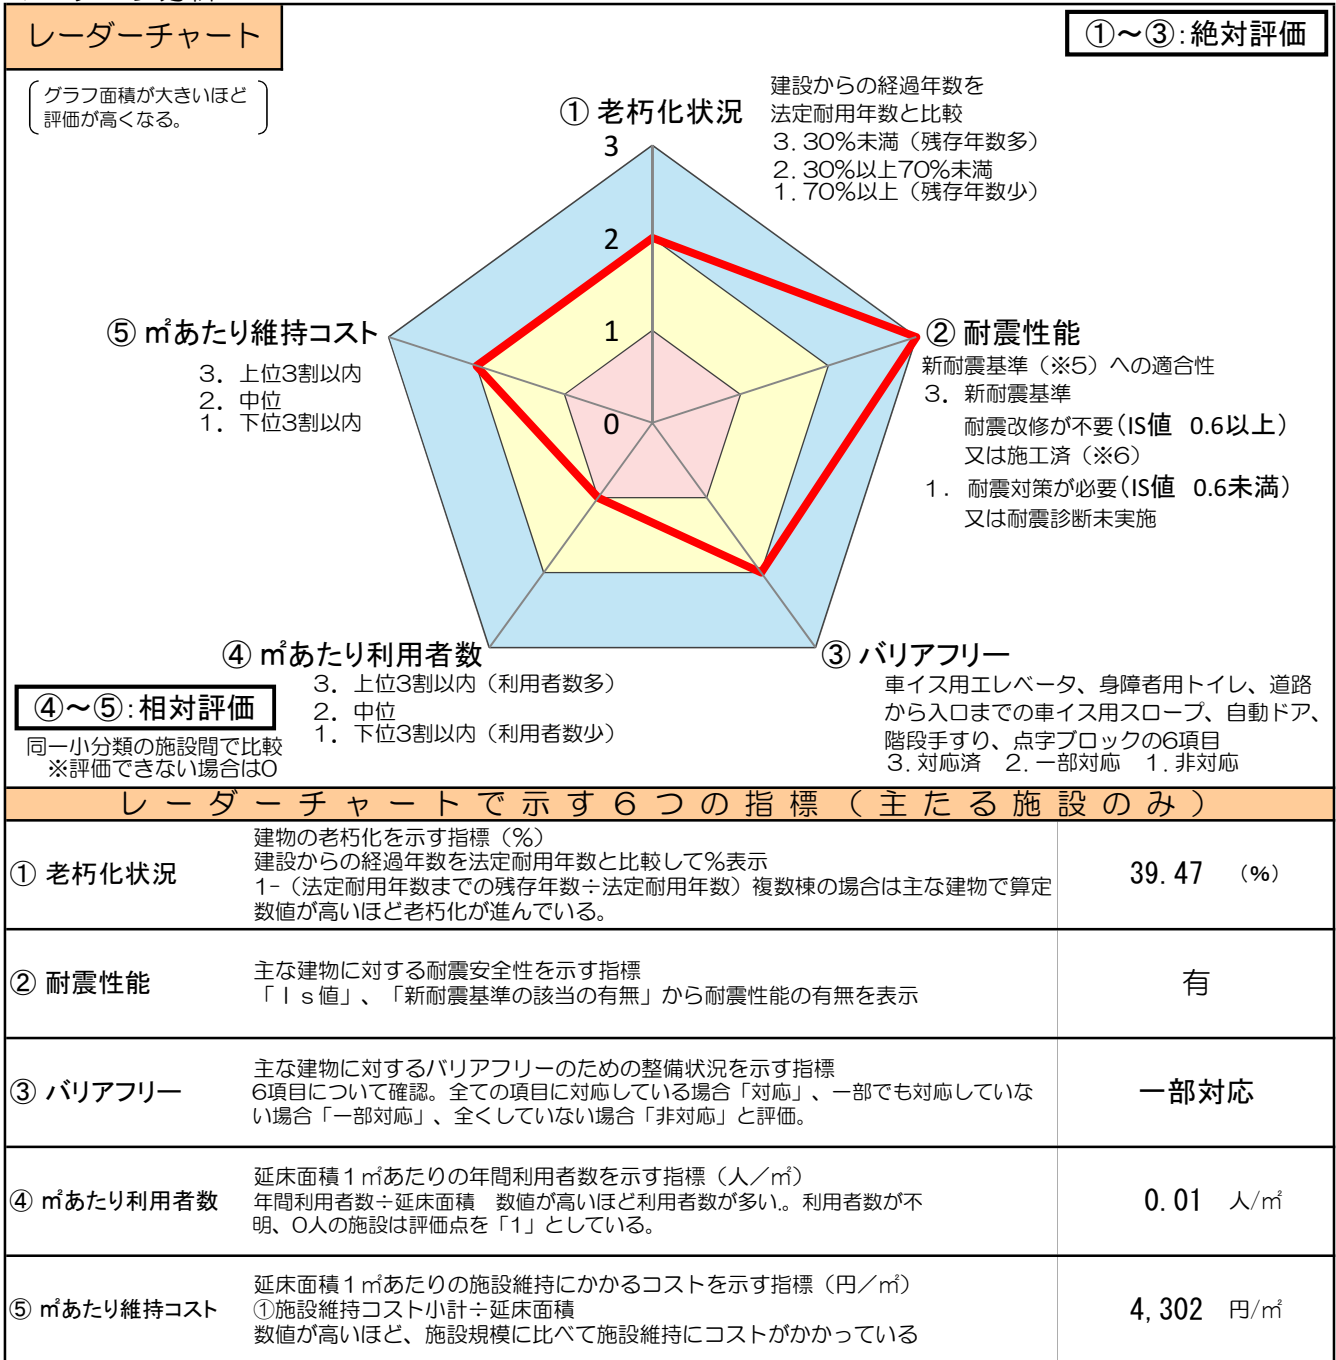 レーダーチャート
①～③:絶対評価
グラフ面積が大きいほど
評価が高くなる。
① 老朽化状況
建設からの経過年数を
法定耐用年数と比較
3. 30%未満（残存年数多）
2. 30%以上70%未満
1. 70%以上（残存年数少）
3
2
1
0
② 耐震性能
新耐震基準（※5）への適合性
3. 新耐震基準
耐震改修が不要(IS値 0.6以上)
又は施工済（※6）
1. 耐震対策が必要(IS値 0.6未満)
又は耐震診断未実施
⑤ ㎡あたり維持コスト
3. 上位3割以内
2. 中位
1. 下位3割以内
④ ㎡あたり利用者数
3. 上位3割以内（利用者数多）
2. 中位
1. 下位3割以内（利用者数少）
③ バリアフリー
車イス用エレベータ、身障者用トイレ、道路
から入口までの車イス用スロープ、自動ドア、
階段手すり、点字ブロックの6項目
3. 対応済 2. 一部対応 1. 非対応
④～⑤:相対評価
同一小分類の施設間で比較
※評価できない場合は0
レーダーチャートで示す6つの指標（主たる施設のみ）
① 老朽化状況
建物の老朽化を示す指標（%）
建設からの経過年数を法定耐用年数と比較して%表示
1-（法定耐用年数までの残存年数÷法定耐用年数）複数棟の場合は主な建物で算定
数値が高いほど老朽化が進んでいる。
39.47 (%)
② 耐震性能
主な建物に対する耐震安全性を示す指標
「Ｉｓ値」、「新耐震基準の該当の有無」から耐震性能の有無を表示
有
③ バリアフリー
主な建物に対するバリアフリーのための整備状況を示す指標
6項目について確認。全ての項目に対応している場合「対応」、一部でも対応していな
い場合「一部対応」、全くしていない場合「非対応」と評価。
一部対応
④ ㎡あたり利用者数
延床面積１㎡あたりの年間利用者数を示す指標（人／㎡）
年間利用者数÷延床面積 数値が高いほど利用者数が多い。利用者数が不
明、0人の施設は評価点を「1」としている。
0.01 人/㎡
⑤ ㎡あたり維持コスト
延床面積１㎡あたりの施設維持にかかるコストを示す指標（円／㎡）
①施設維持コスト小計÷延床面積
数値が高いほど、施設規模に比べて施設維持にコストがかかっている
4,302 円/㎡